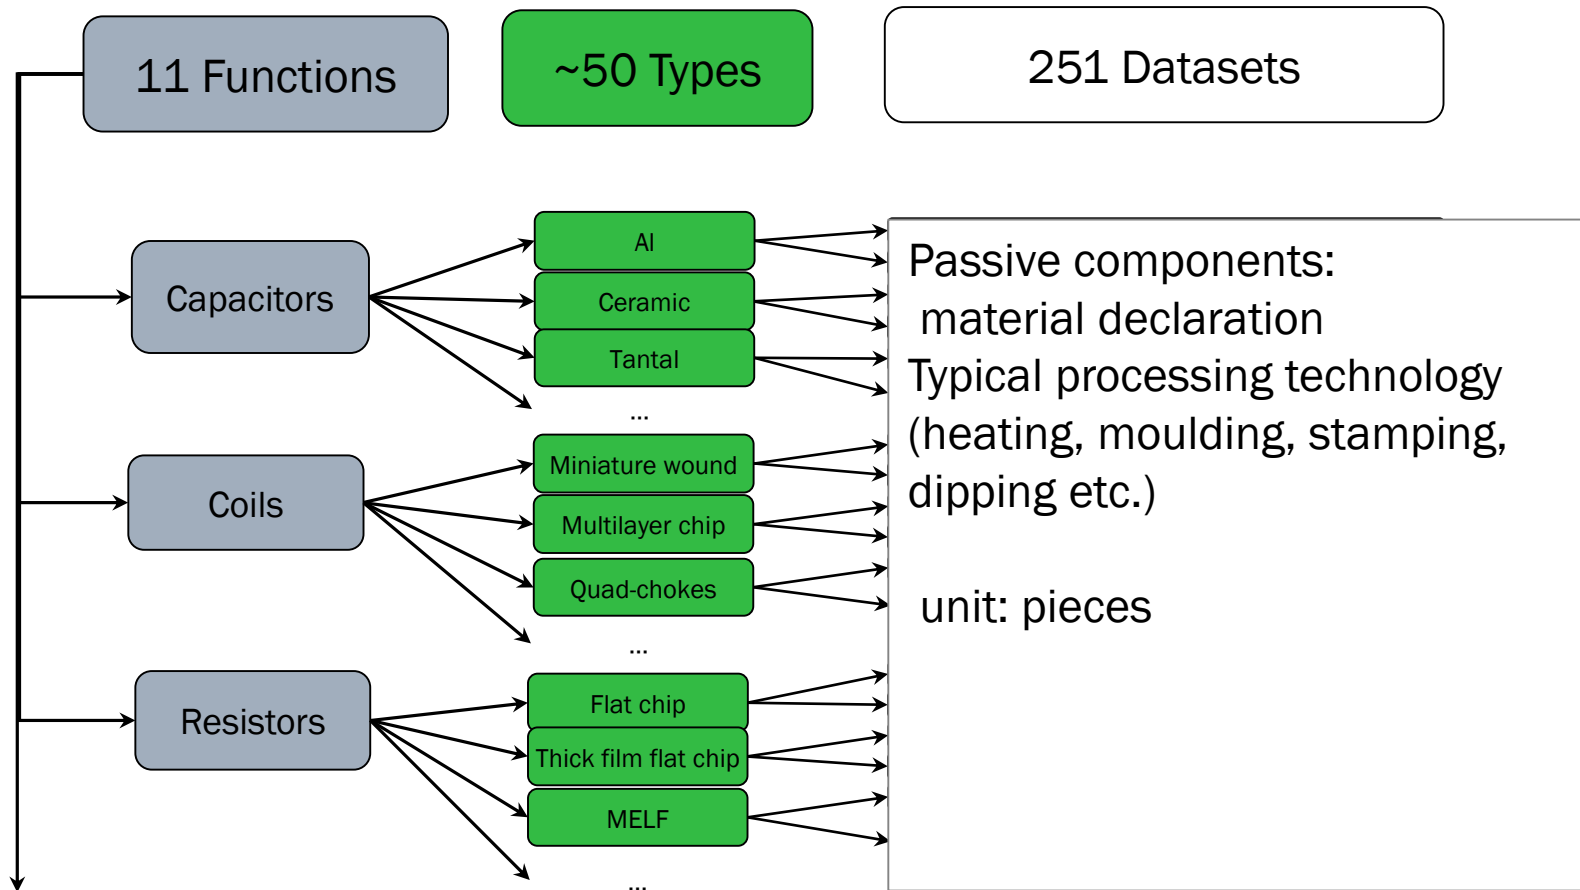 11 Functions
~50 Types
251 Datasets
Capacitors
Al
Ceramic
Tantal
...
Coils
Miniature wound
Multilayer chip
Quad-chokes
...
Resistors
Flat chip
Thick film flat chip
MELF
...
Passive components:
material declaration
Typical processing technology
(heating, moulding, stamping,
dipping etc.)
unit: pieces